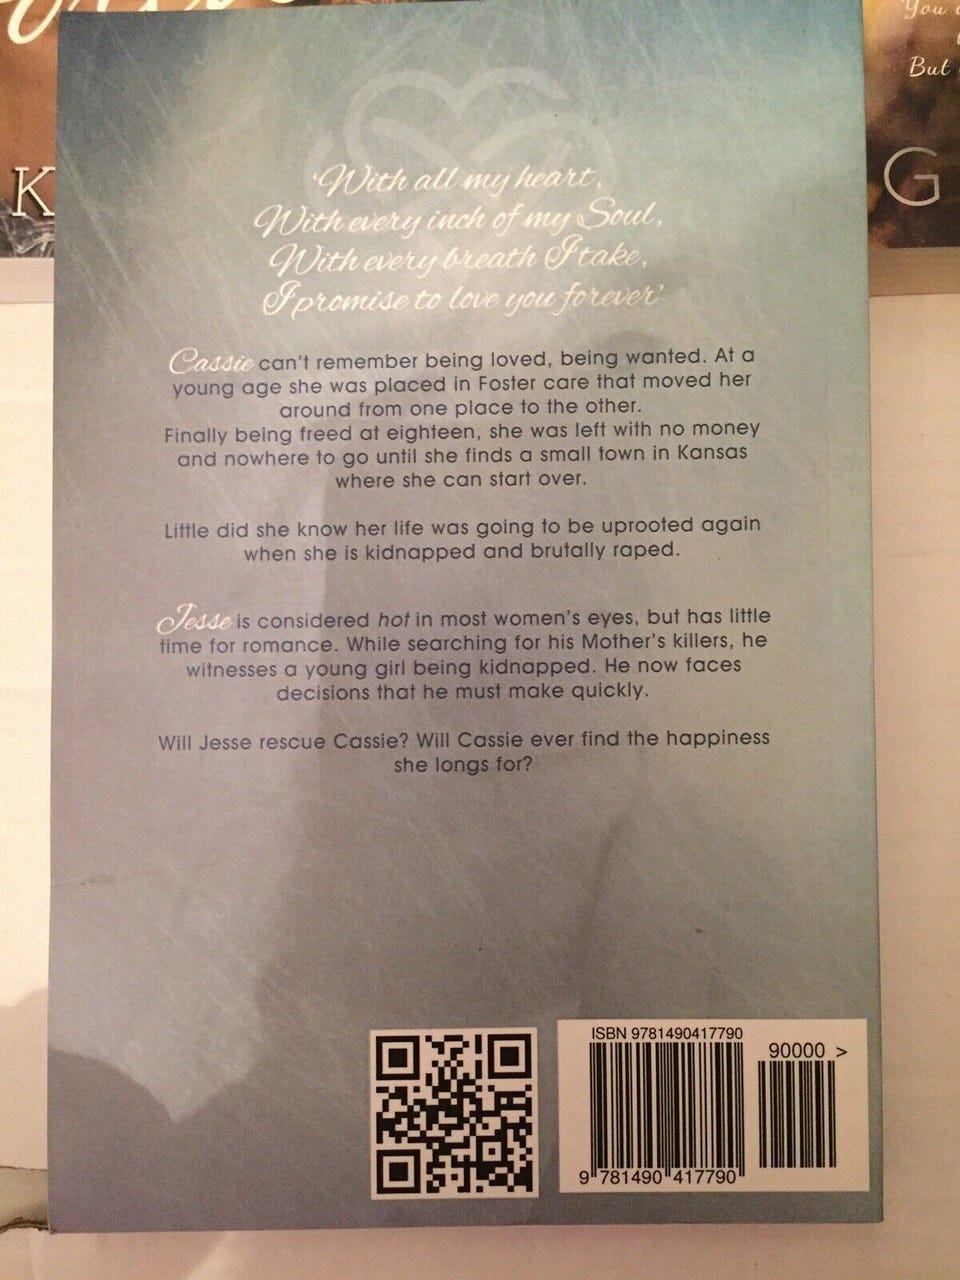 You
But
K
G
'With all my heart,
With every inch of my Soul,
With every breath I take,
I promise to love you forever'
Cassie can't remember being loved, being wanted. At a
young age she was placed in Foster care that moved her
around from one place to the other.
Finally being freed at eighteen, she was left with no money
and nowhere to go until she finds a small town in Kansas
where she can start over.
Little did she know her life was going to be uprooted again
when she is kidnapped and brutally raped.
Jesse is considered hot in most women's eyes, but has little
time for romance. While searching for his Mother's killers, he
witnesses a young girl being kidnapped. He now faces
decisions that he must make quickly.
Will Jesse rescue Cassie? Will Cassie ever find the happiness
she longs for?
ISBN 9781490417790
90000 >
9 781490 417790